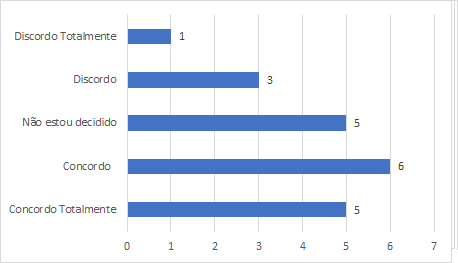 Discordo Totalmente 1
Discordo 3
Não estou decidido 5
Concordo 6
Concordo Totalmente 5
0 1 2 3 4 5 6 7